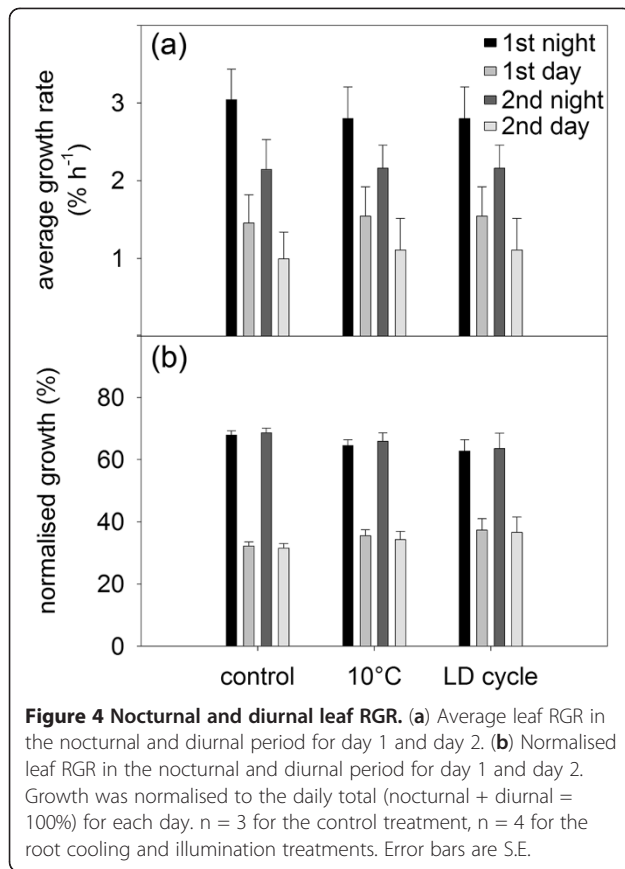 (a)
1st night
1st day
2nd night
2nd day
average growth rate
(% h-1)
3
2
1
(b)
normalised growth (%)
80
60
40
20
0
control 10°C LD cycle
Figure 4 Nocturnal and diurnal leaf RGR. (a) Average leaf RGR in
the nocturnal and diurnal period for day 1 and day 2. (b) Normalised
leaf RGR in the nocturnal and diurnal period for day 1 and day 2.
Growth was normalised to the daily total (nocturnal + diurnal =
100%) for each day. n = 3 for the control treatment, n = 4 for the
root cooling and illumination treatments. Error bars are S.E.